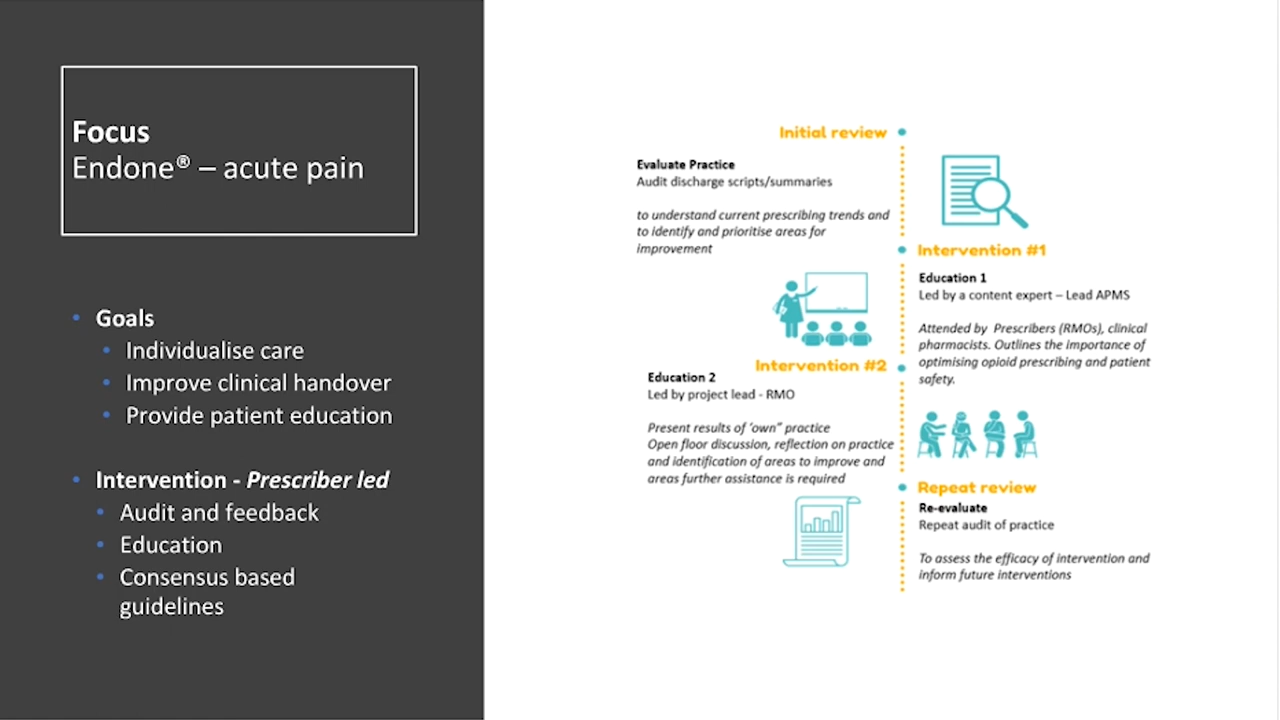 Focus
Endone® – acute pain
• Goals
• Individualise care
• Improve clinical handover
• Provide patient education
• Intervention - Prescriber led
• Audit and feedback
• Education
• Consensus based
guidelines
Initial review
Evaluate Practice
Audit discharge scripts/summaries
to understand current prescribing trends and
to identify and prioritise areas for
improvement
Intervention #1
Education 1
Led by a content expert – Lead APMS
Attended by Prescribers (RMOs), clinical
pharmacists. Outlines the importance of
optimising opioid prescribing and patient
safety.
Intervention #2
Education 2
Led by project lead - RMO
Present results of ‘own” practice
Open floor discussion, reflection on practice
and identification of areas to improve and
areas further assistance is required
Repeat review
Re-evaluate
Repeat audit of practice
To assess the efficacy of intervention and
inform future interventions